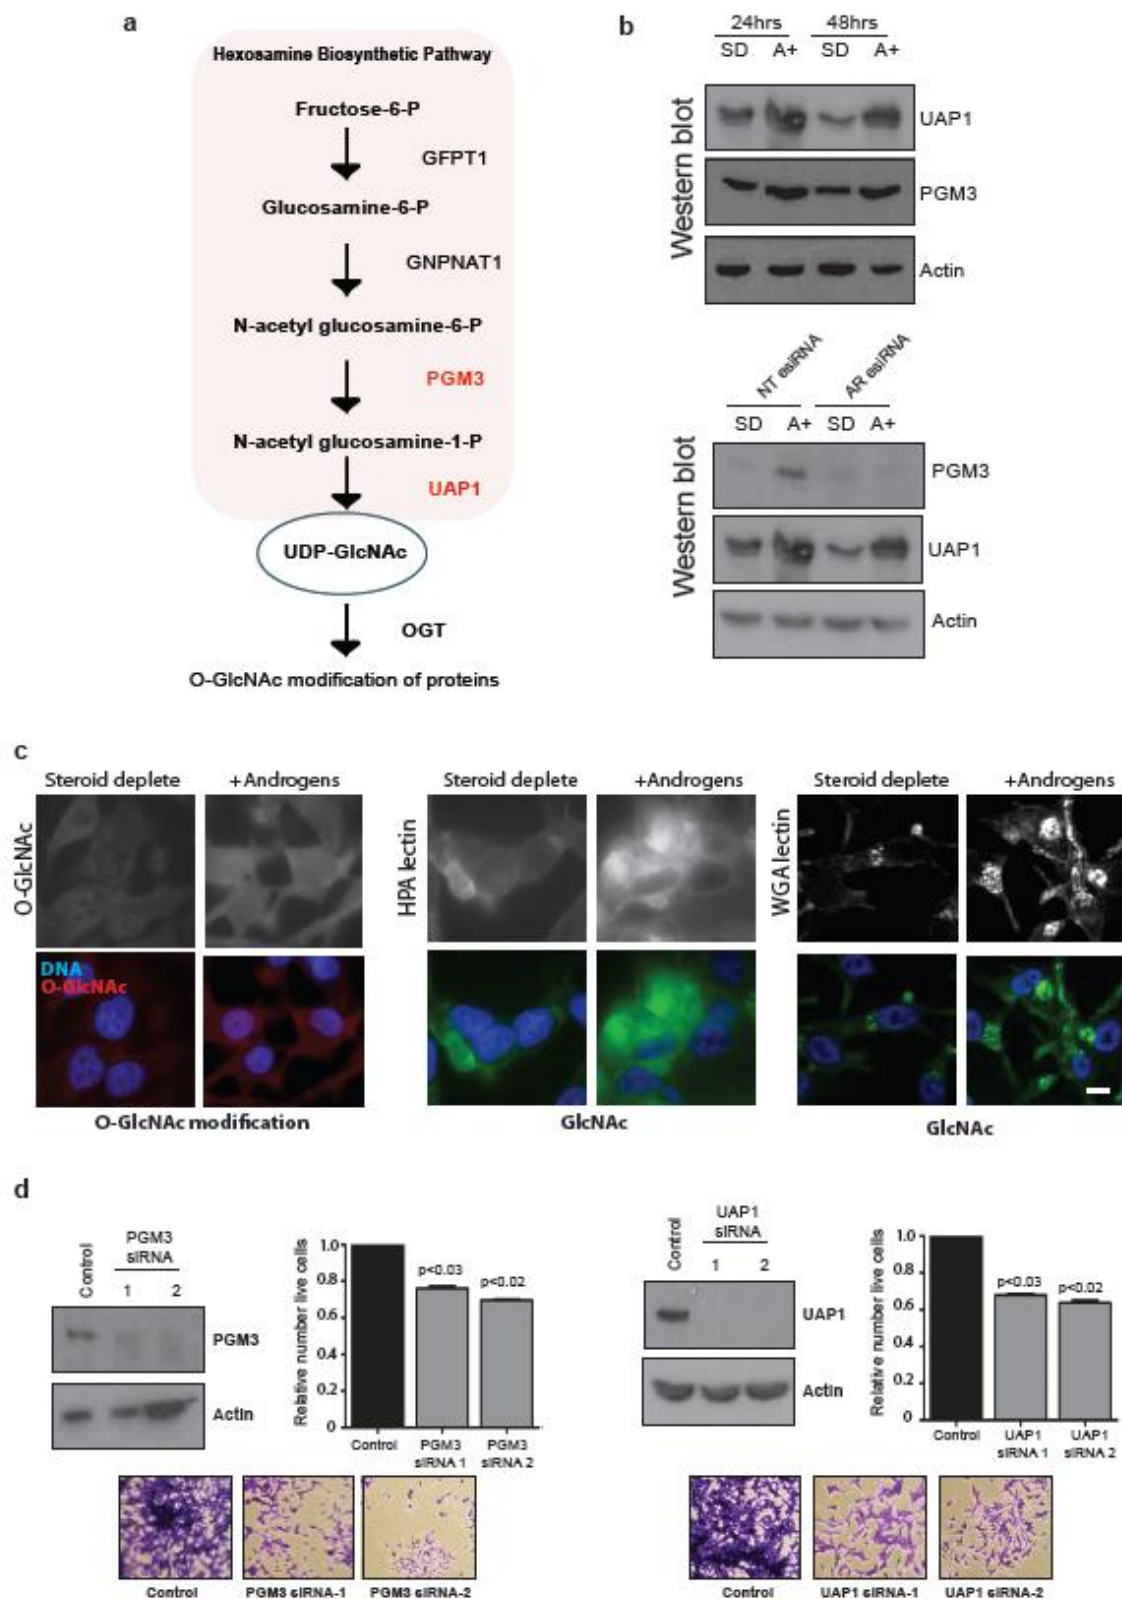 a
Hexosamine Biosynthetic Pathway
Fructose-6-P
GFPT1
Glucosamine-6-P
GNPNAT1
N-acetyl glucosamine-6-P
PGM3
N-acetyl glucosamine-1-P
UAP1
UDP-GlcNAc
OGT
O-GlcNAc modification of proteins
b
24hrs 48hrs
SD A+ SD A+
Western blot
UAP1
PGM3
Actin
NT esiRNA AR esiRNA
SD A+ SD A+
Western blot
PGM3
UAP1
Actin
c
Steroid deplete +Androgens
O-GlcNAc
DNA
O-GlcNAc
O-GlcNAc modification
Steroid deplete +Androgens
HPA lectin
GlcNAc
Steroid deplete +Androgens
WGA lectin
GlcNAc
d
Control
PGM3
siRNA
1 2
PGM3
Actin
Relative number live cells
1.0
0.8
0.6
0.4
0.2
0
p<0.03
p<0.02
Control
PGM3
siRNA 1
PGM3
siRNA 2
Control PGM3 siRNA-1 PGM3 siRNA-2
Control
UAP1
siRNA
1 2
UAP1
Actin
Relative number live cells
1.0
0.8
0.6
0.4
0.2
0
p<0.03
p<0.02
Control
UAP1
siRNA 1
UAP1
siRNA 2
Control UAP1 siRNA-1 UAP1 siRNA-2